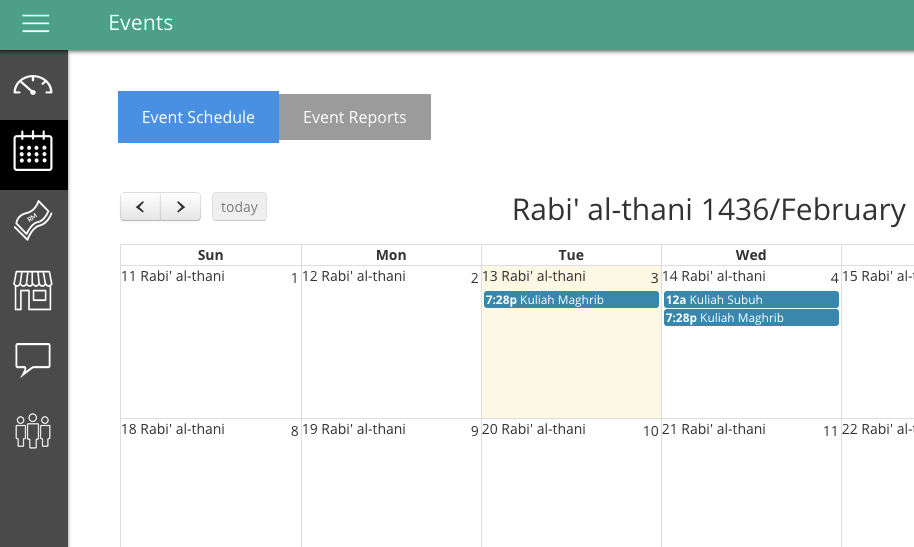 Events
Event Schedule Event Reports
RM
today
Rabi' al-thani 1436/February
Sun Mon Tue Wed
11 Rabi' al-thani 1 12 Rabi' al-thani 2 13 Rabi' al-thani 3 14 Rabi' al-thani 4 15 Rabi' al-
7:28p Kuliah Maghrib 12a Kuliah Subuh
7:28p Kuliah Maghrib
18 Rabi' al-thani 8 19 Rabi' al-thani 9 20 Rabi' al-thani 10 21 Rabi' al-thani 11 22 Rabi' al-